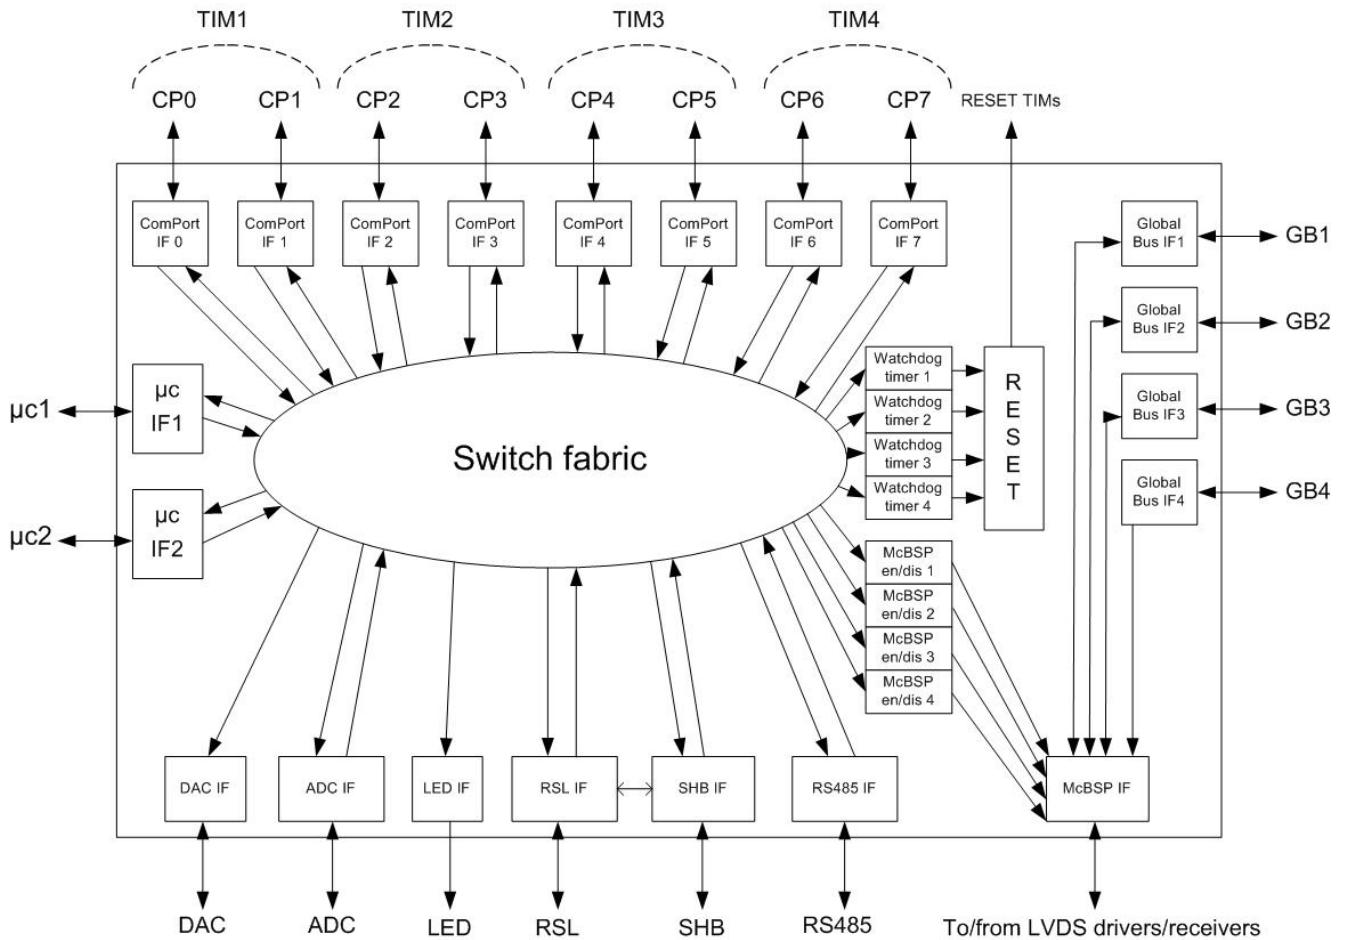 TIM1 TIM2 TIM3 TIM4
CP0 CP1 CP2 CP3 CP4 CP5 CP6 CP7 RESET TIMs
ComPort
IF 0
ComPort
IF 1
ComPort
IF 2
ComPort
IF 3
ComPort
IF 4
ComPort
IF 5
ComPort
IF 6
ComPort
IF 7
Global
Bus IF1
GB1
Global
Bus IF2
GB2
Global
Bus IF3
GB3
Global
Bus IF4
GB4
µc1
µc
IF1
µc2
µc
IF2
Switch fabric
Watchdog
timer 1
Watchdog
timer 2
Watchdog
timer 3
Watchdog
timer 4
R
E
S
E
T
McBSP
en/dis 1
McBSP
en/dis 2
McBSP
en/dis 3
McBSP
en/dis 4
DAC IF
ADC IF
LED IF
RSL IF
SHB IF
RS485 IF
McBSP IF
DAC ADC LED RSL SHB RS485 To/from LVDS drivers/receivers